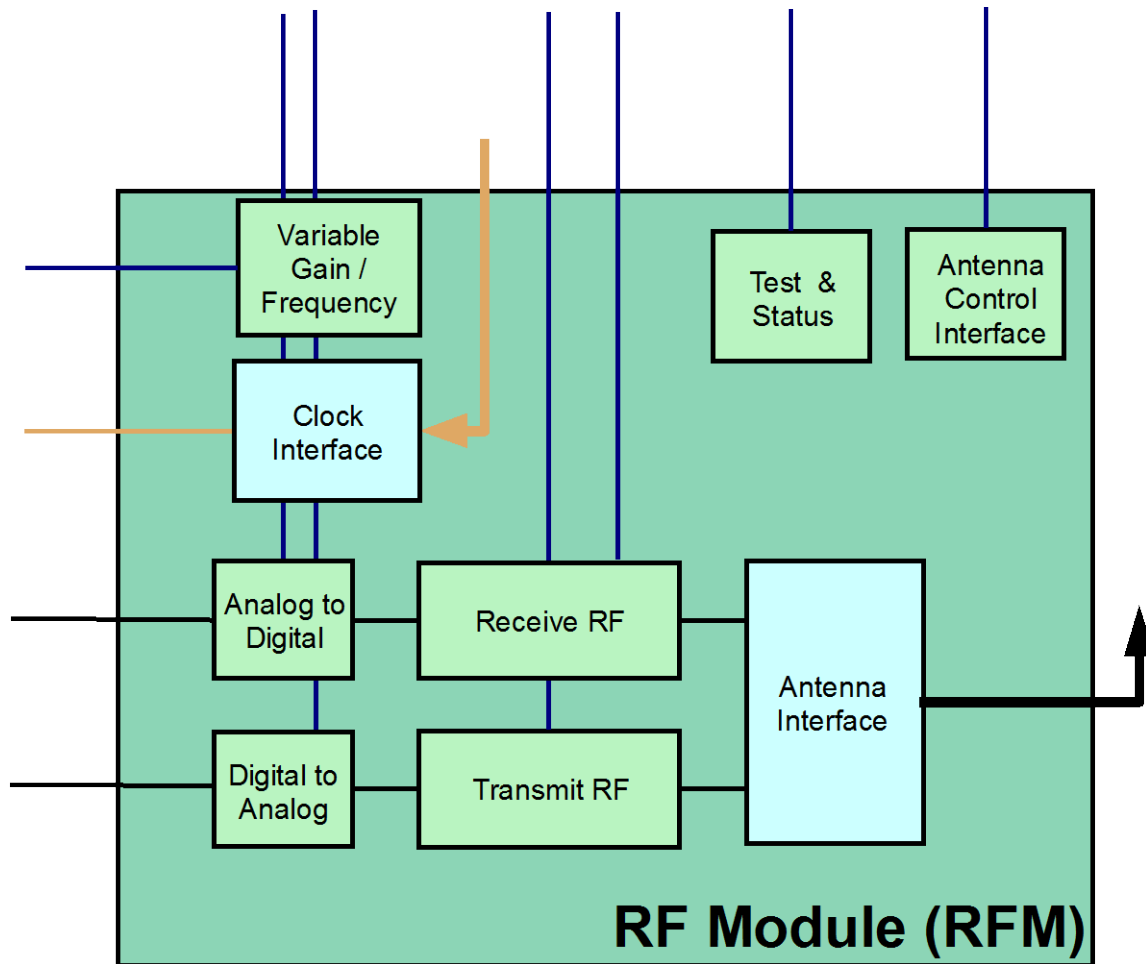 Variable
Gain /
Frequency
Test &
Status
Antenna
Control
Interface
Clock
Interface
Analog to
Digital
Receive RF
Antenna
Interface
Digital to
Analog
Transmit RF
RF Module (RFM)